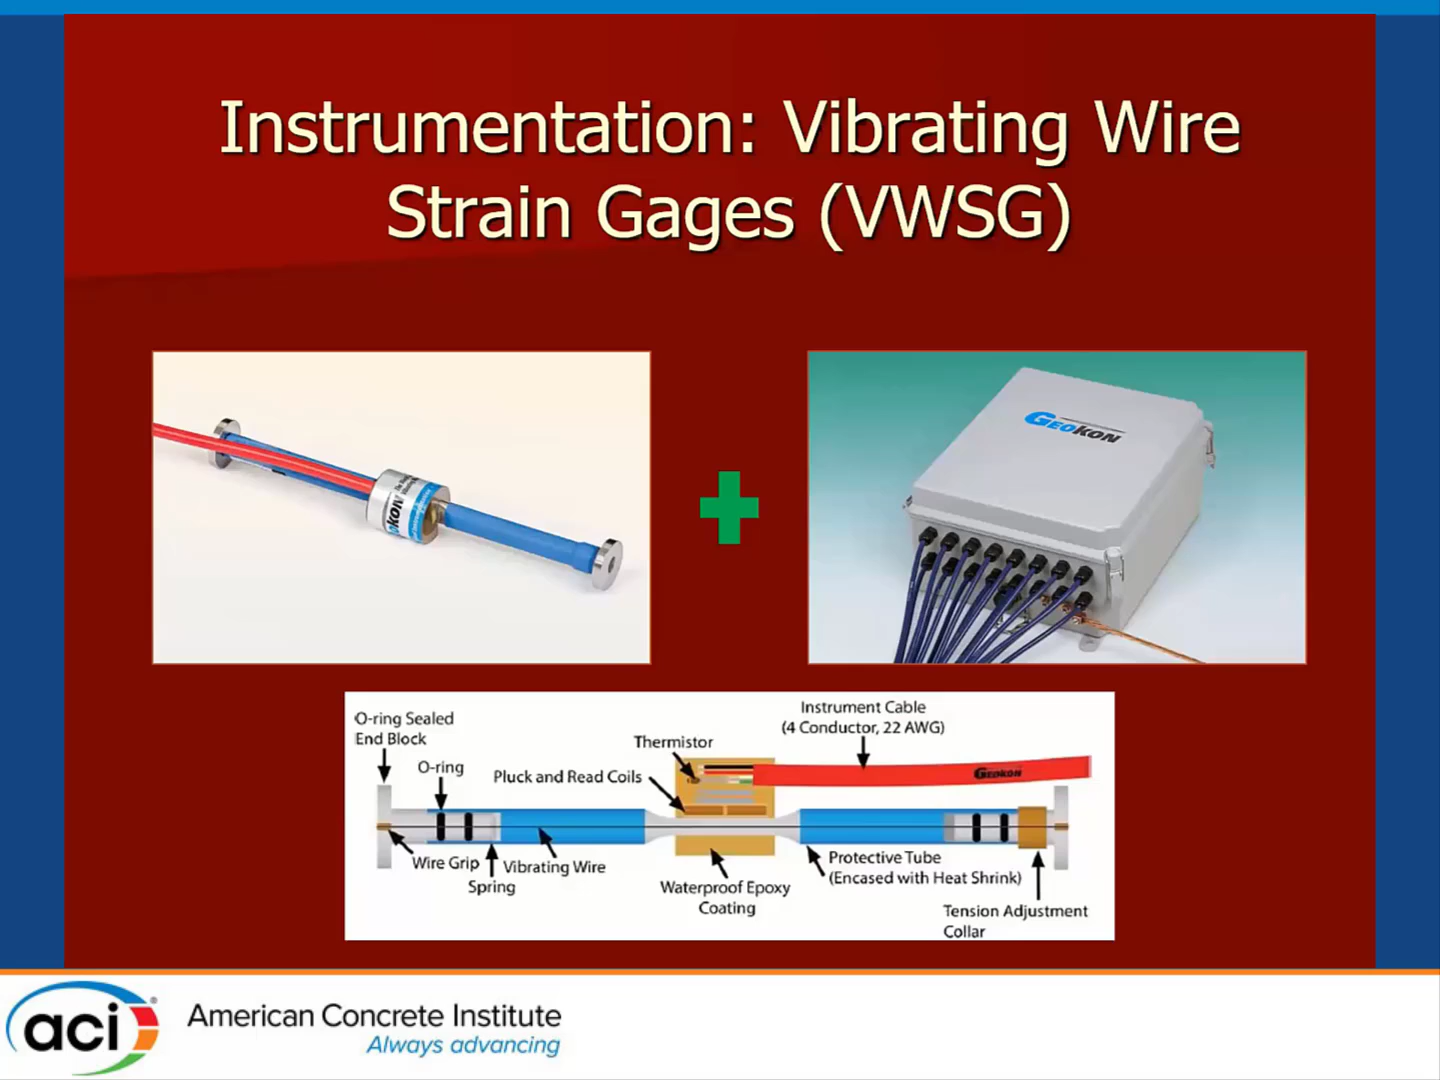 Instrumentation: Vibrating Wire
Strain Gages (VWSG)
GEOKON
O-ring Sealed
End Block
O-ring
Pluck and Read Coils
Thermistor
Instrument Cable
(4 Conductor, 22 AWG)
GEOKON
Wire Grip
Spring
Vibrating Wire
Waterproof Epoxy
Coating
Protective Tube
(Encased with Heat Shrink)
Tension Adjustment
Collar
aci
American Concrete Institute
Always advancing